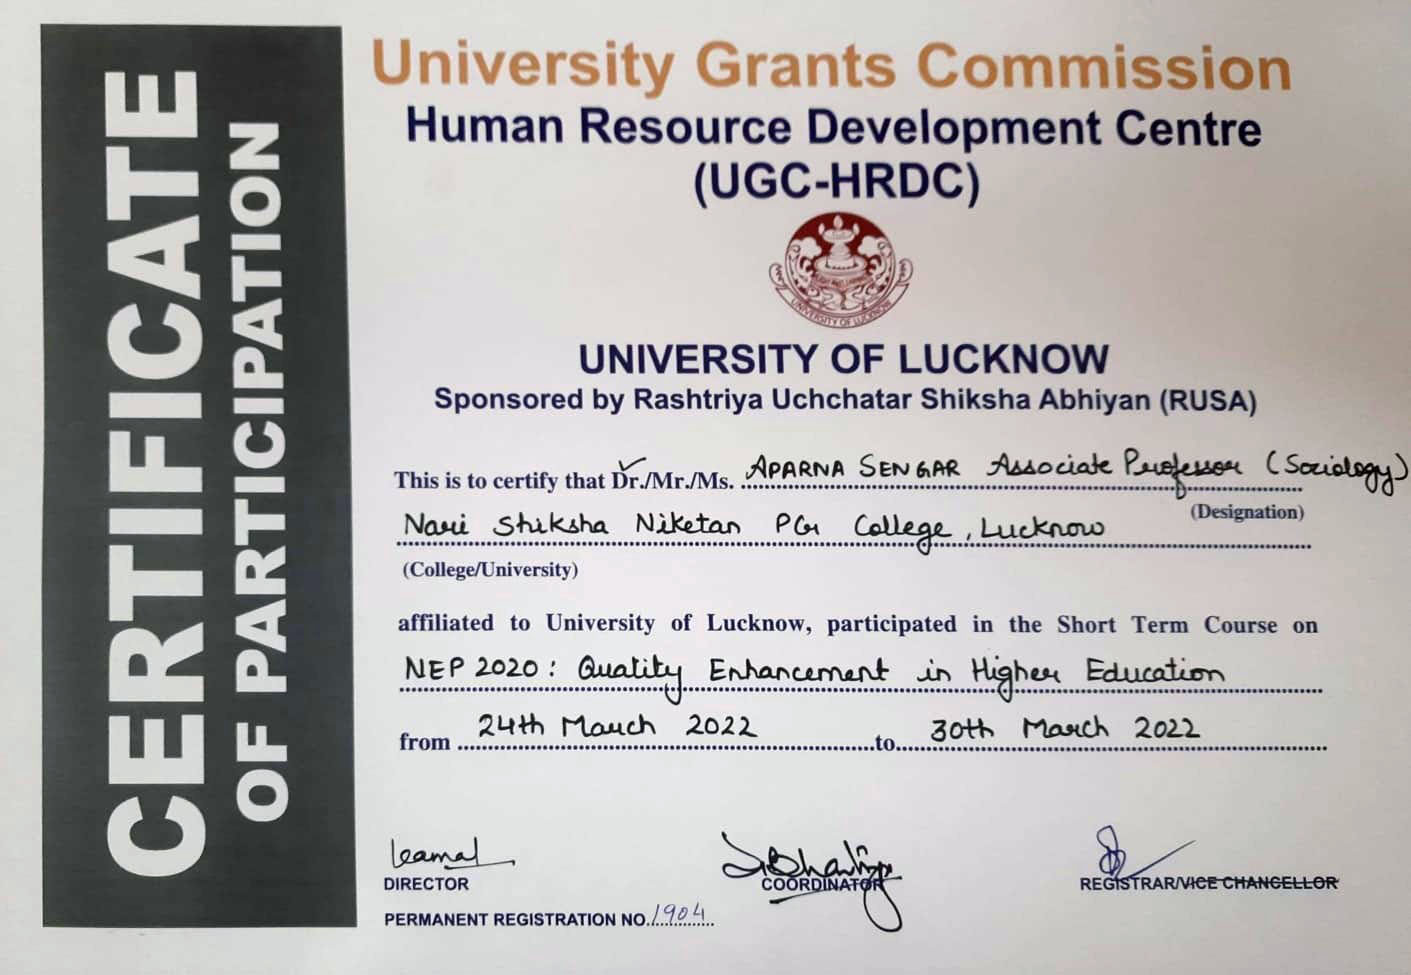 CERTIFICATE
OF PARTICIPATION
University Grants Commission
Human Resource Development Centre
(UGC-HRDC)
UNIVERSITY OF LUCKNOW
UNIVERSITY OF LUCKNOW
Sponsored by Rashtriya Uchchatar Shiksha Abhiyan (RUSA)
This is to certify that Dr./Mr./Ms. APARNA SENGAR Associate Professor (Sociology)
(Designation)
Nari Shiksha Niketan PG College, Lucknow
(College/University)
affiliated to University of Lucknow, participated in the Short Term Course on
NEP 2020: Quality Enhancement in Higher Education
from 24th March 2022 to 30th March 2022
Kamal
DIRECTOR
COORDINATOR
REGISTRAR/VICE CHANCELLOR
PERMANENT REGISTRATION NO. 1904